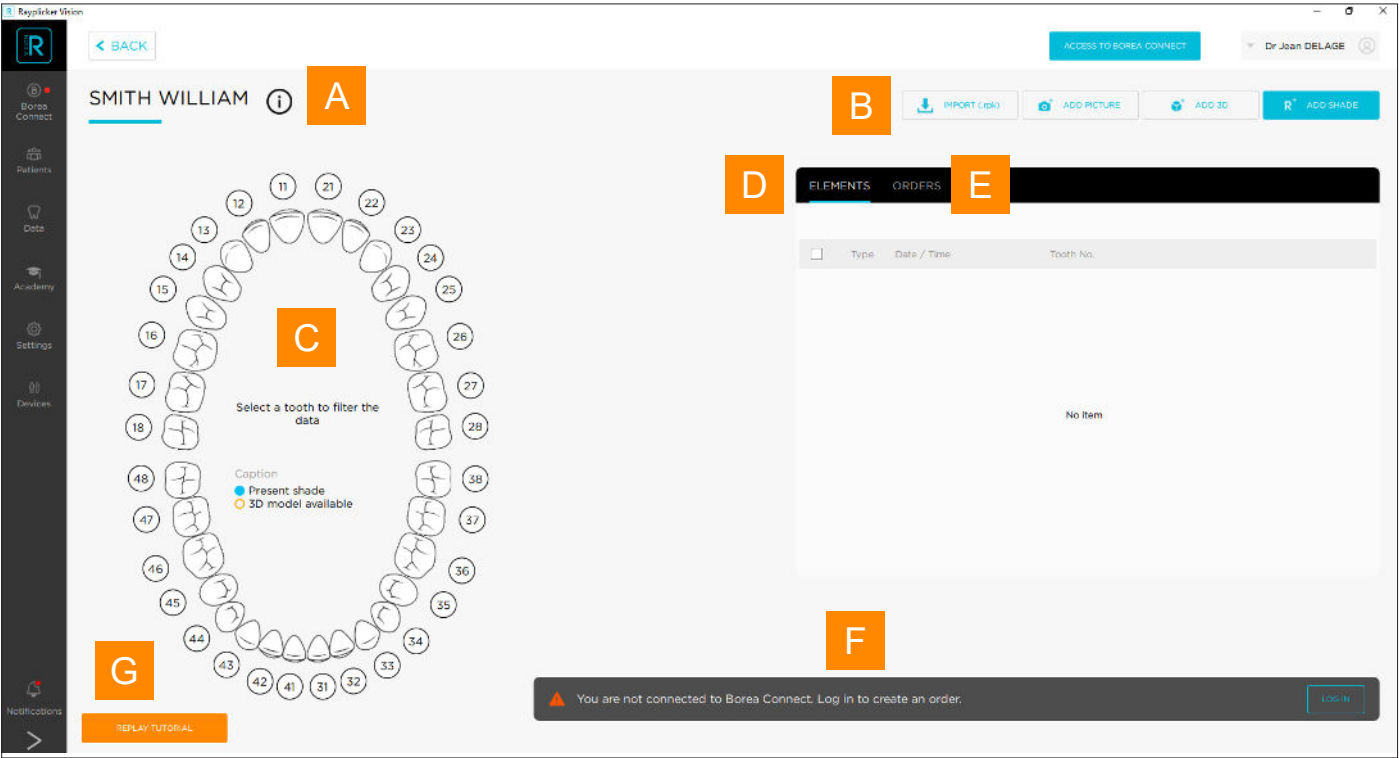 R Rayplicker Vision
VISION R
< BACK
ACCESS TO BOREA CONNECT
Dr Jean DELAGE
B
Borea
Connect
Patients
Data
Academy
Settings
Devices
Notifications
>
SMITH WILLIAM i
A
B
IMPORT (.rpk)
ADD PICTURE
ADD 3D
R+ ADD SHADE
D
ELEMENTS
ORDERS
E
Type
Date / Time
Tooth No.
No Item
11
21
12
22
13
23
14
24
15
25
16
26
17
27
18
28
C
Select a tooth to filter the
data
Caption
Present shade
3D model available
48
38
47
37
46
36
45
35
44
34
43
33
42
41
31
32
F
G
You are not connected to Borea Connect. Log in to create an order.
LOG IN
REPLAY TUTORIAL